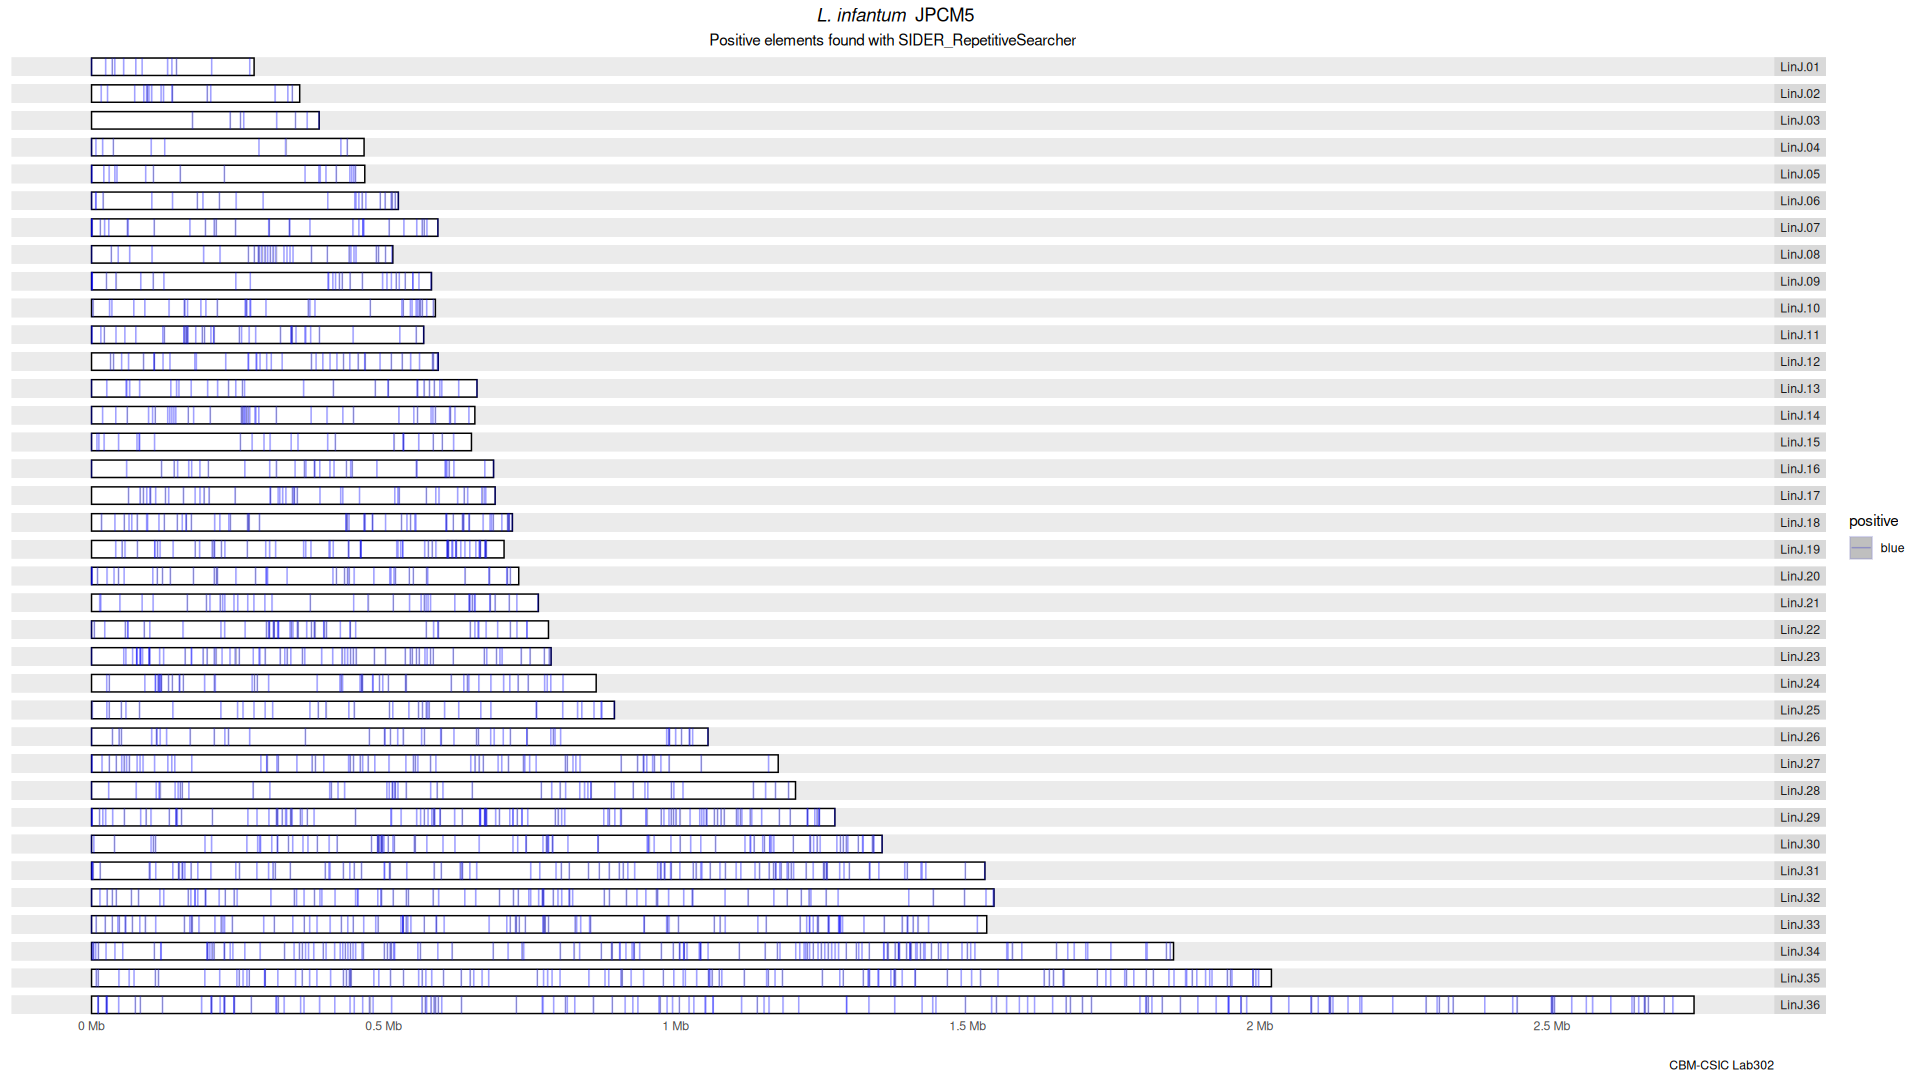 L. infantum JPCM5
Positive elements found with SIDER_RepetitiveSearcher
LinJ.01
LinJ.02
LinJ.03
LinJ.04
LinJ.05
LinJ.06
LinJ.07
LinJ.08
LinJ.09
LinJ.10
LinJ.11
LinJ.12
LinJ.13
LinJ.14
LinJ.15
LinJ.16
LinJ.17
LinJ.18
LinJ.19
LinJ.20
LinJ.21
LinJ.22
LinJ.23
LinJ.24
LinJ.25
LinJ.26
LinJ.27
LinJ.28
LinJ.29
LinJ.30
LinJ.31
LinJ.32
LinJ.33
LinJ.34
LinJ.35
LinJ.36
positive
blue
0 Mb 0.5 Mb 1 Mb 1.5 Mb 2 Mb 2.5 Mb
CBM-CSIC Lab302